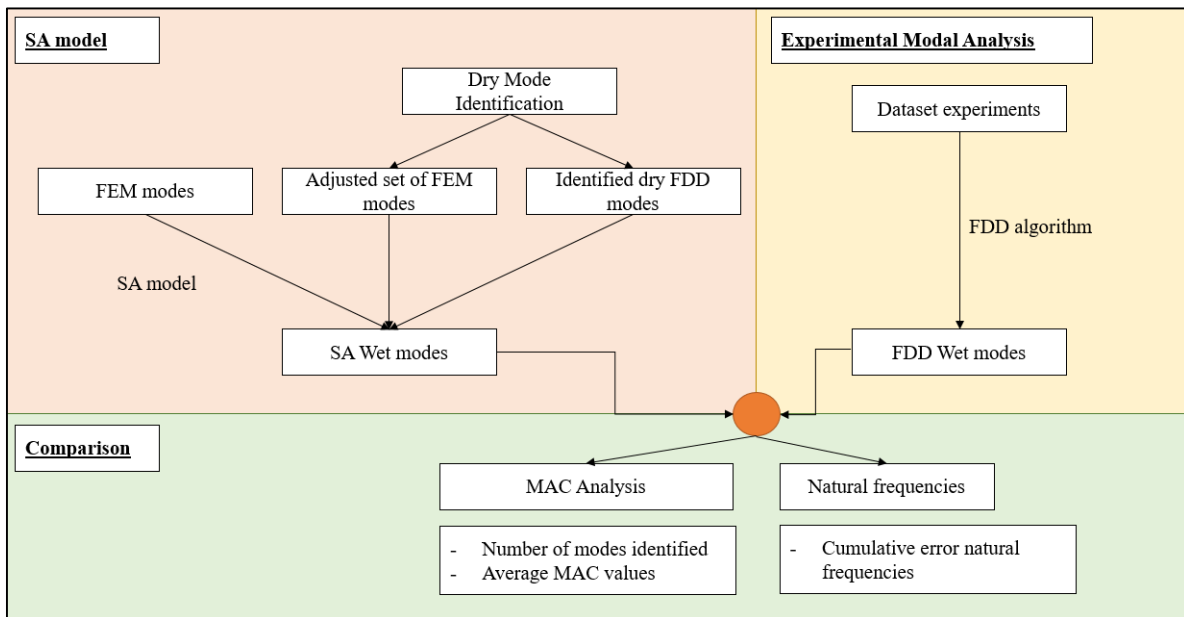 SA model
Experimental Modal Analysis
Dry Mode
Identification
Dataset experiments
FEM modes
Adjusted set of FEM
modes
Identified dry FDD
modes
FDD algorithm
SA model
SA Wet modes
FDD Wet modes
Comparison
MAC Analysis
Natural frequencies
- Number of modes identified
- Average MAC values
- Cumulative error natural
frequencies